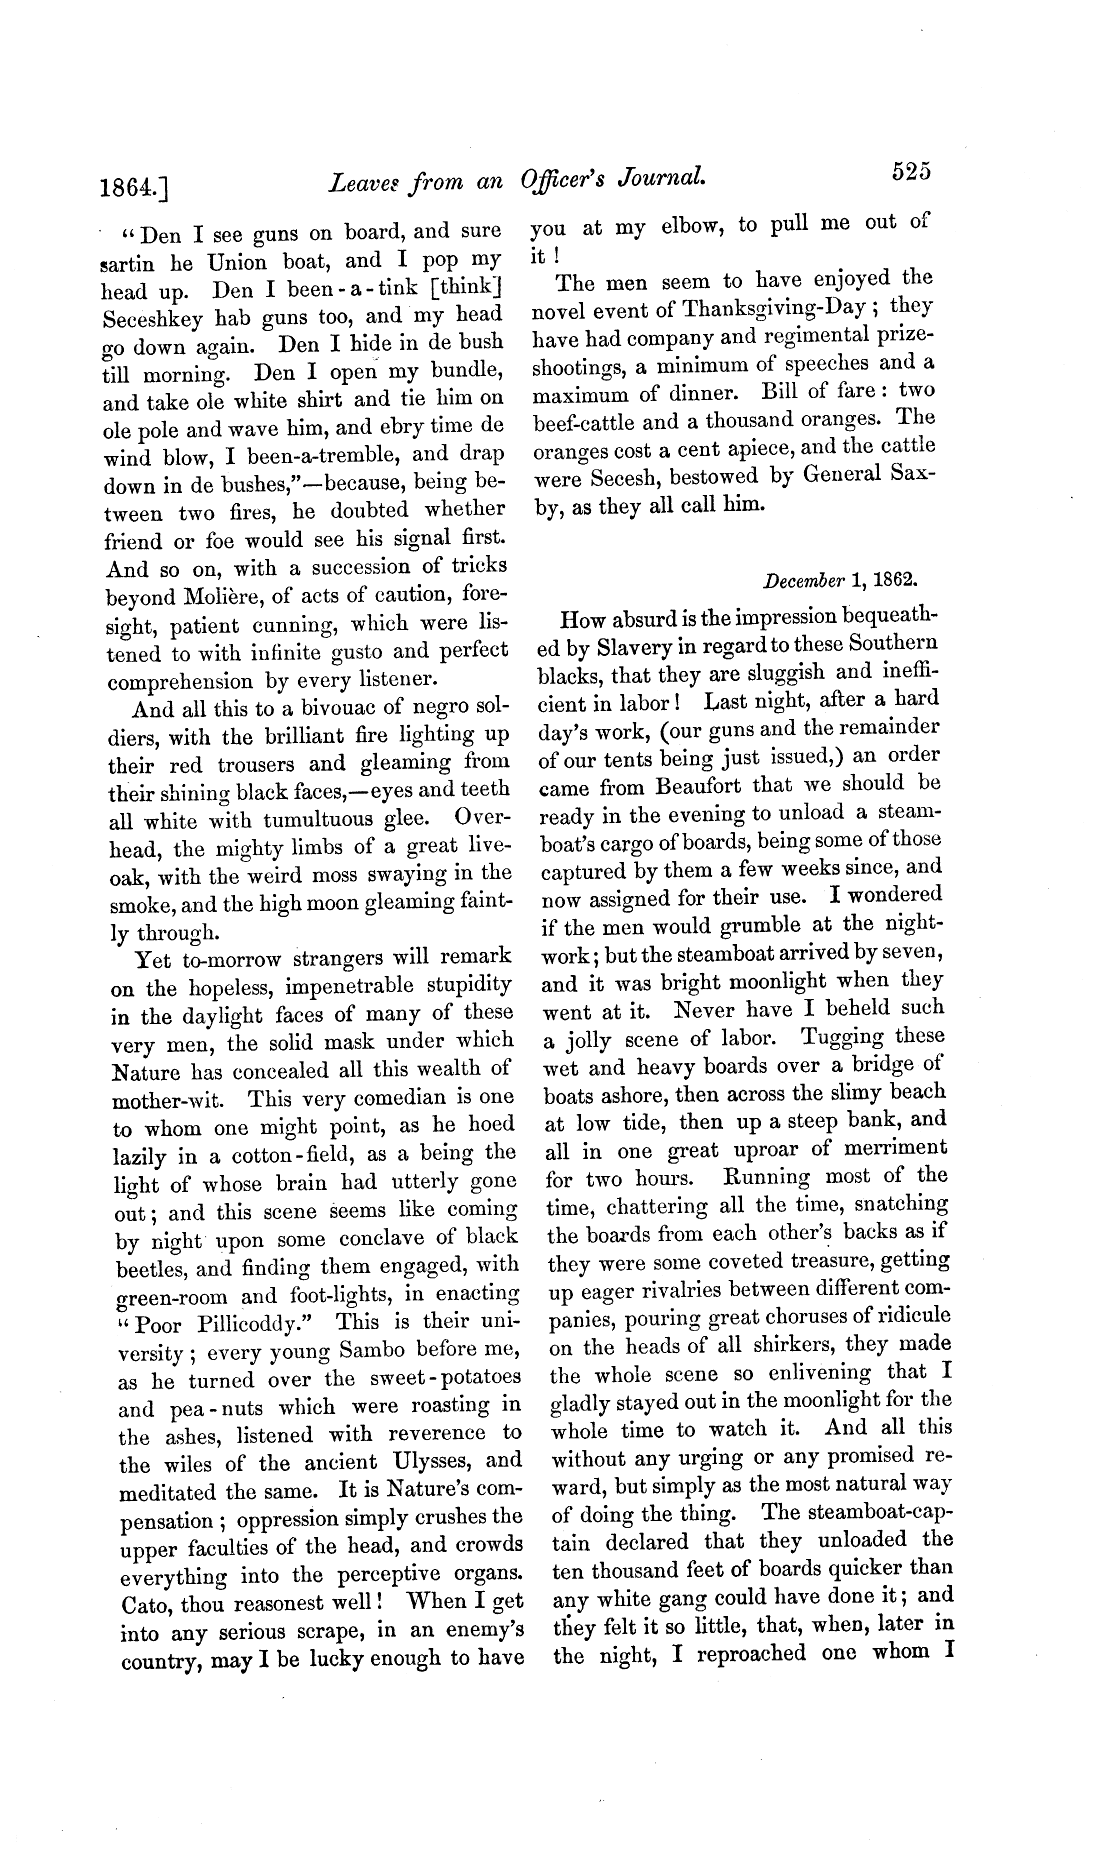 1864.] Leaves from an Officer's Journal. 525
“Den I see guns on board, and sure
sartin he Union boat, and I pop my
head up. Den I been-a-tink [think]
Seceshkey hab guns too, and my head
go down again. Den I hide in de bush
till morning. Den I open my bundle,
and take ole white shirt and tie him on
ole pole and wave him, and ebry time de
wind blow, I been-a-tremble, and drap
down in de bushes,”—because, being be-
tween two fires, he doubted whether
friend or foe would see his signal first.
And so on, with a succession of tricks
beyond Molière, of acts of caution, fore-
sight, patient cunning, which were lis-
tened to with infinite gusto and perfect
comprehension by every listener.
And all this to a bivouac of negro sol-
diers, with the brilliant fire lighting up
their red trousers and gleaming from
their shining black faces,—eyes and teeth
all white with tumultuous glee. Over-
head, the mighty limbs of a great live-
oak, with the weird moss swaying in the
smoke, and the high moon gleaming faint-
ly through.
Yet to-morrow strangers will remark
on the hopeless, impenetrable stupidity
in the daylight faces of many of these
very men, the solid mask under which
Nature has concealed all this wealth of
mother-wit. This very comedian is one
to whom one might point, as he hoed
lazily in a cotton-field, as a being the
light of whose brain had utterly gone
out; and this scene seems like coming
by night upon some conclave of black
beetles, and finding them engaged, with
green-room and foot-lights, in enacting
“Poor Pillicoddy.” This is their uni-
versity; every young Sambo before me,
as he turned over the sweet-potatoes
and pea-nuts which were roasting in
the ashes, listened with reverence to
the wiles of the ancient Ulysses, and
meditated the same. It is Nature's com-
pensation; oppression simply crushes the
upper faculties of the head, and crowds
everything into the perceptive organs.
Cato, thou reasonest well! When I get
into any serious scrape, in an enemy's
country, may I be lucky enough to have
you at my elbow, to pull me out of
it!
The men seem to have enjoyed the
novel event of Thanksgiving-Day; they
have had company and regimental prize-
shootings, a minimum of speeches and a
maximum of dinner. Bill of fare: two
beef-cattle and a thousand oranges. The
oranges cost a cent apiece, and the cattle
were Secesh, bestowed by General Sax-
by, as they all call him.
December 1, 1862.
How absurd is the impression bequeath-
ed by Slavery in regard to these Southern
blacks, that they are sluggish and ineffi-
cient in labor! Last night, after a hard
day's work, (our guns and the remainder
of our tents being just issued,) an order
came from Beaufort that we should be
ready in the evening to unload a steam-
boat's cargo of boards, being some of those
captured by them a few weeks since, and
now assigned for their use. I wondered
if the men would grumble at the night-
work; but the steamboat arrived by seven,
and it was bright moonlight when they
went at it. Never have I beheld such
a jolly scene of labor. Tugging these
wet and heavy boards over a bridge of
boats ashore, then across the slimy beach
at low tide, then up a steep bank, and
all in one great uproar of merriment
for two hours. Running most of the
time, chattering all the time, snatching
the boards from each other's backs as if
they were some coveted treasure, getting
up eager rivalries between different com-
panies, pouring great choruses of ridicule
on the heads of all shirkers, they made
the whole scene so enlivening that I
gladly stayed out in the moonlight for the
whole time to watch it. And all this
without any urging or any promised re-
ward, but simply as the most natural way
of doing the thing. The steamboat-cap-
tain declared that they unloaded the
ten thousand feet of boards quicker than
any white gang could have done it; and
they felt it so little, that, when, later in
the night, I reproached one whom I